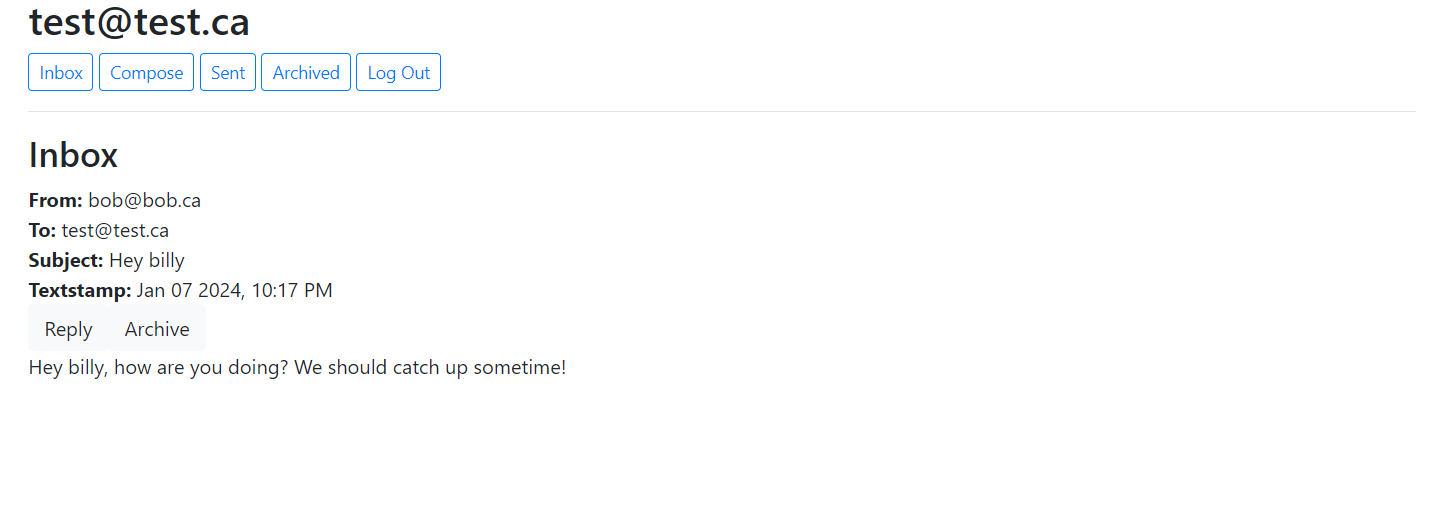 test@test.ca
Inbox Compose Sent Archived Log Out
Inbox
From: bob@bob.ca
To: test@test.ca
Subject: Hey billy
Textstamp: Jan 07 2024, 10:17 PM
Reply Archive
Hey billy, how are you doing? We should catch up sometime!